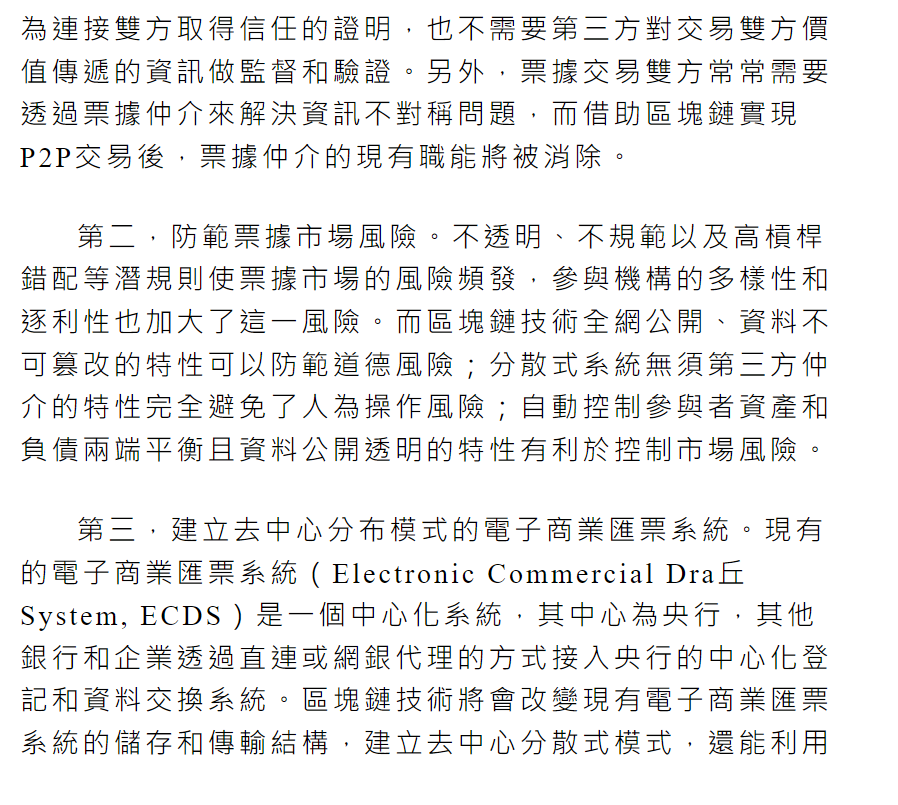 為連接雙方取得信任的證明，也不需要第三方對交易雙方價
值傳遞的資訊做監督和驗證。另外，票據交易雙方常常需要
透過票據仲介來解決資訊不對稱問題，而借助區塊鏈實現
P2P交易後，票據仲介的現有職能將被消除。
第二，防範票據市場風險。不透明、不規範以及高槓桿
錯配等潛規則使票據市場的風險頻發，參與機構的多樣性和
逐利性也加大了這一風險。而區塊鏈技術全網公開、資料不
可篡改的特性可以防範道德風險；分散式系統無須第三方仲
介的特性完全避免了人為操作風險；自動控制參與者資產和
負債兩端平衡且資料公開透明的特性有利於控制市場風險。
第三，建立去中心分布模式的電子商業匯票系統。現有
的電子商業匯票系統（Electronic Commercial Dra丘
System, ECDS）是一個中心化系統，其中心為央行，其他
銀行和企業透過直連或網銀代理的方式接入央行的中心化登
記和資料交換系統。區塊鏈技術將會改變現有電子商業匯票
系統的儲存和傳輸結構，建立去中心分散式模式，還能利用